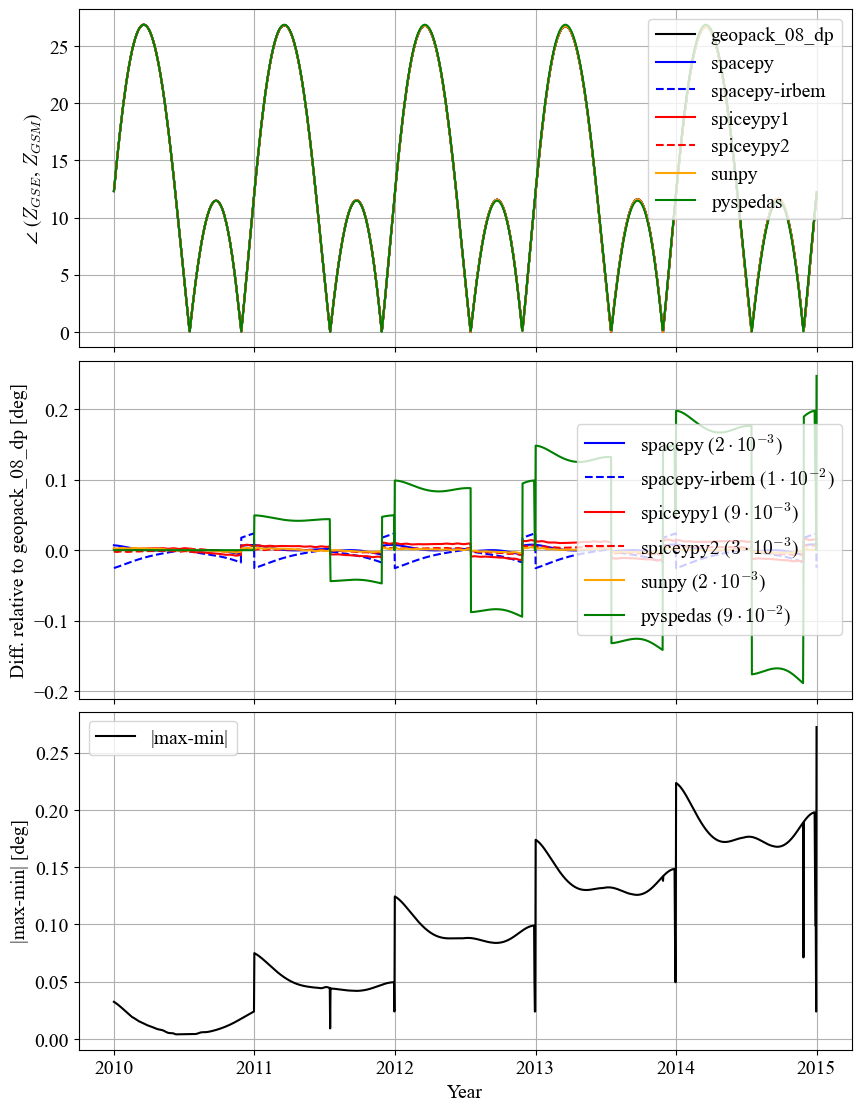 ∠ (Z_GSE, Z_GSM)
25
20
15
10
5
0
geopack_08_dp
spacepy
spacepy-irbem
spiceypy1
spiceypy2
sunpy
pyspedas
Diff. relative to geopack_08_dp [deg]
0.2
0.1
0.0
−0.1
−0.2
spacepy (2 · 10⁻³)
spacepy-irbem (1 · 10⁻²)
spiceypy1 (9 · 10⁻³)
spiceypy2 (3 · 10⁻³)
sunpy (2 · 10⁻³)
pyspedas (9 · 10⁻²)
|max-min| [deg]
0.25
0.20
0.15
0.10
0.05
0.00
|max-min|
2010 2011 2012 2013 2014 2015
Year